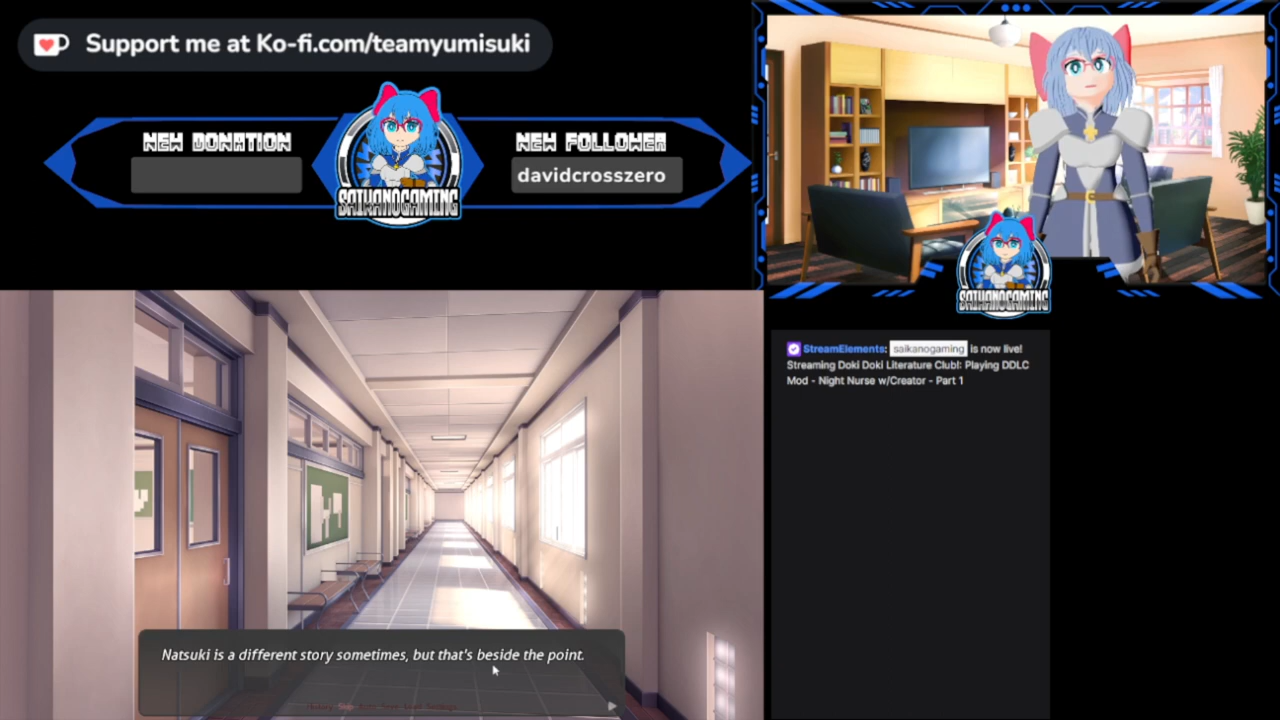 Support me at Ko-fi.com/teamyumisuki
NEW DONATION
NEW FOLLOWER
davidcrosszero
SAIKANOGAMING
SAIKANOGAMING
StreamElements: saikanogaming is now live!
Streaming Doki Doki Literature Club!: Playing DDLC
Mod - Night Nurse w/Creator - Part 1
Natsuki is a different story sometimes, but that's beside the point.